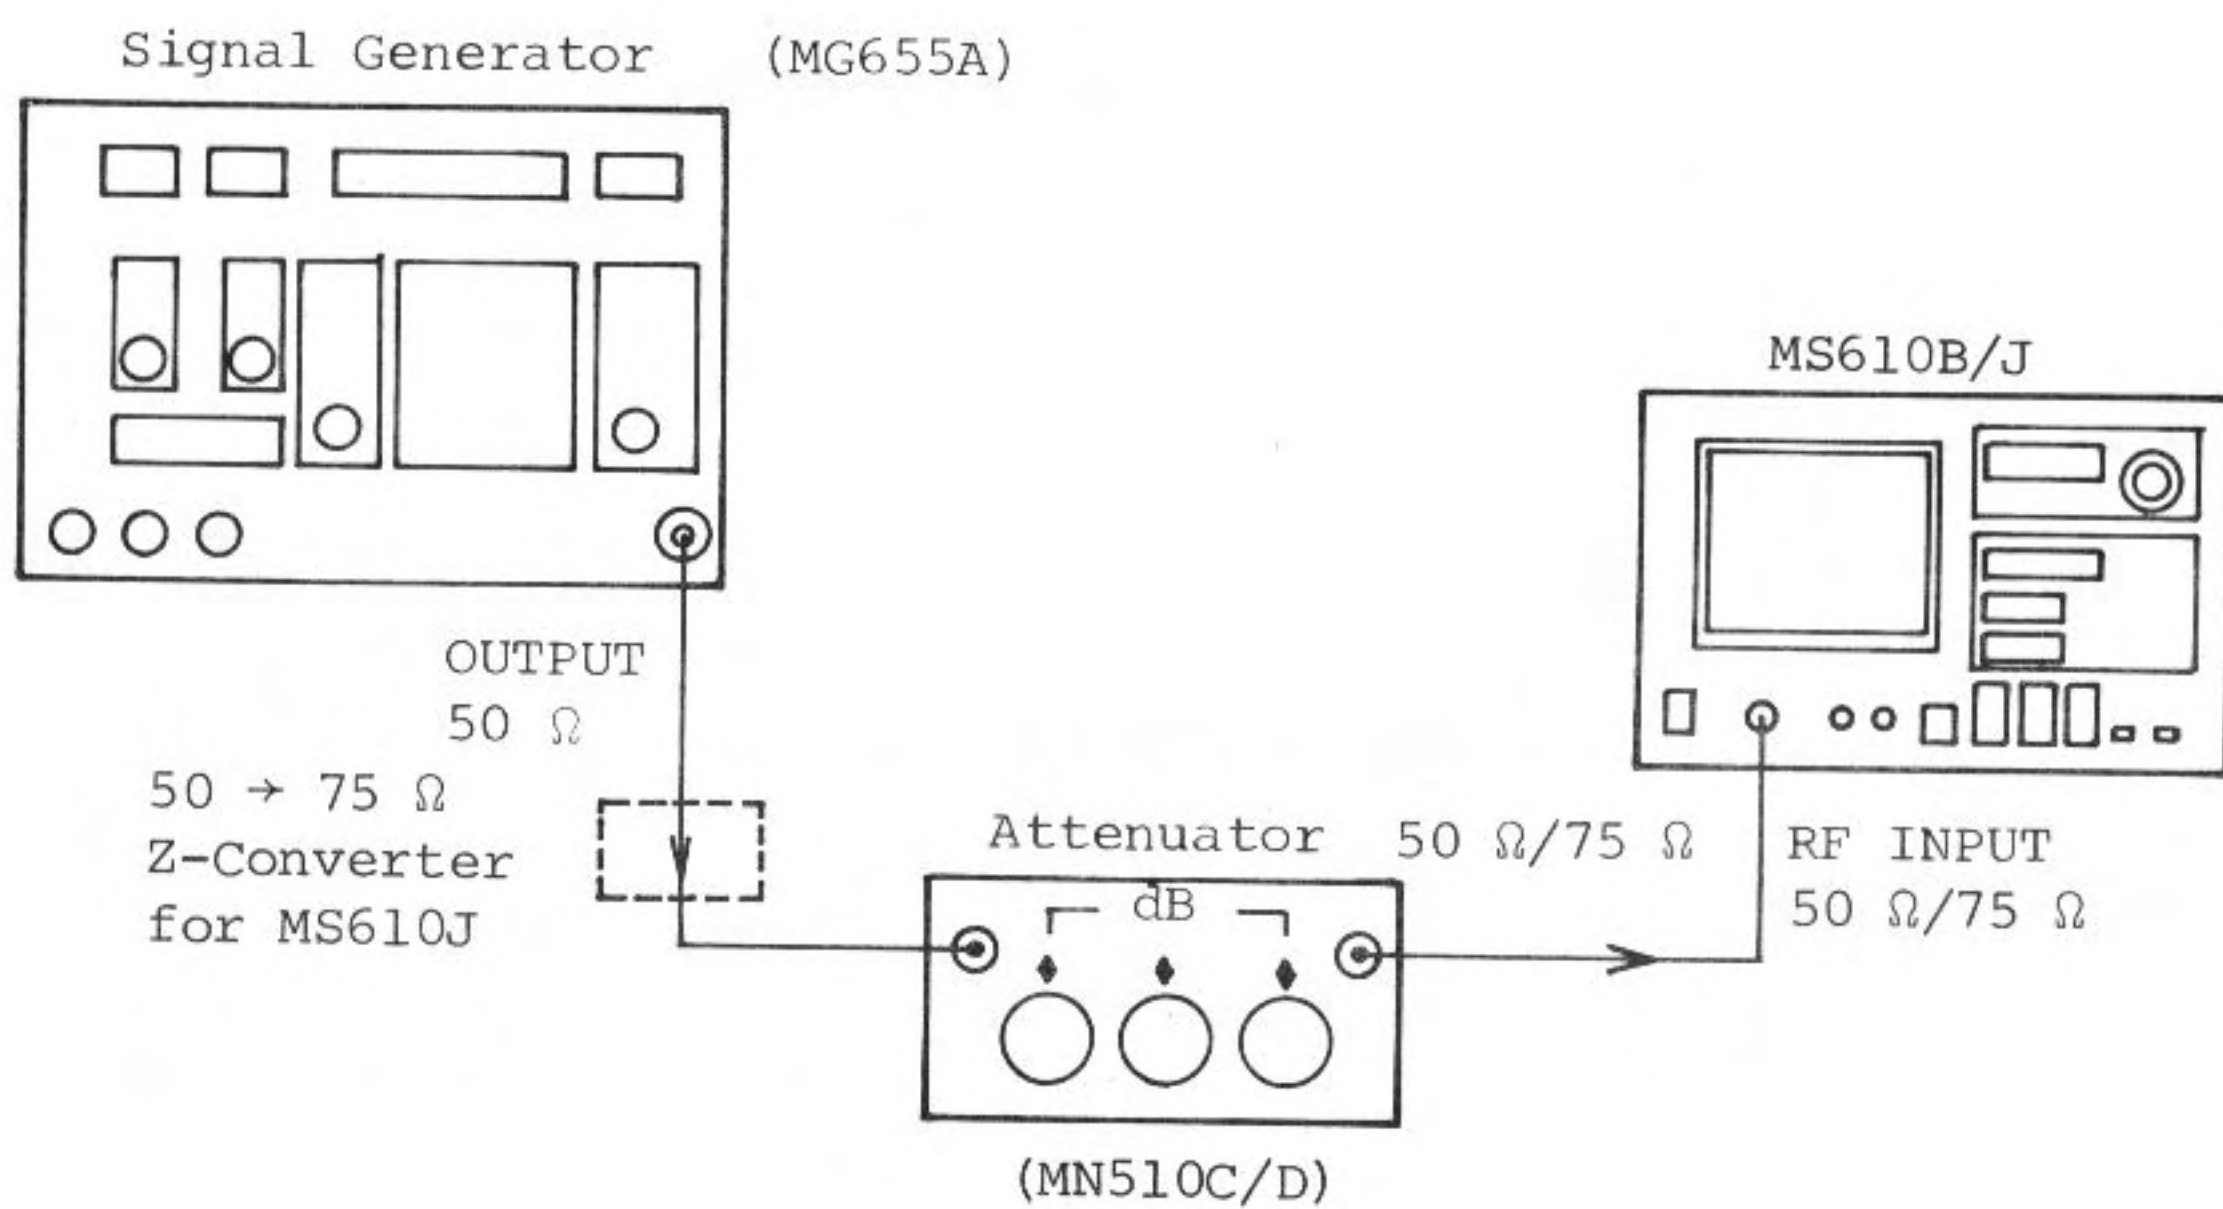 Signal Generator (MG655A)
MS610B/J
OUTPUT
50 Ω
50 → 75 Ω
Z-Converter
for MS610J
Attenuator 50 Ω/75 Ω
dB
RF INPUT
50 Ω/75 Ω
(MN510C/D)